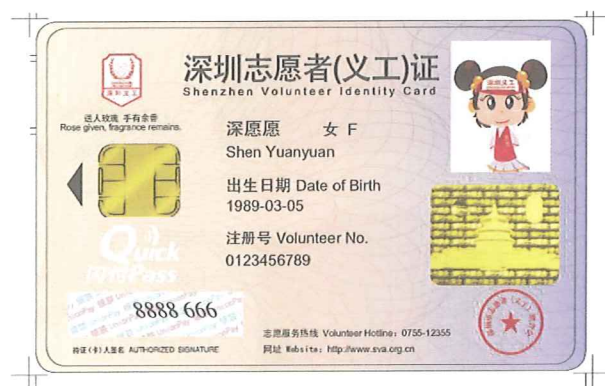 深圳志愿者(义工)证
Shenzhen Volunteer Identity Card
深圳义工
送人玫瑰 手有余香
Rose given, fragrance remains.
深愿愿 女 F
Shen Yuanyuan
出生日期 Date of Birth
1989-03-05
注册号 Volunteer No.
0123456789
Quick
Pass
8888 666
持证(卡)人签名 AUTHORIZED SIGNATURE
志愿服务热线 Volunteer Hotline: 0755-12355
网址 Website: http://www.sva.org.cn